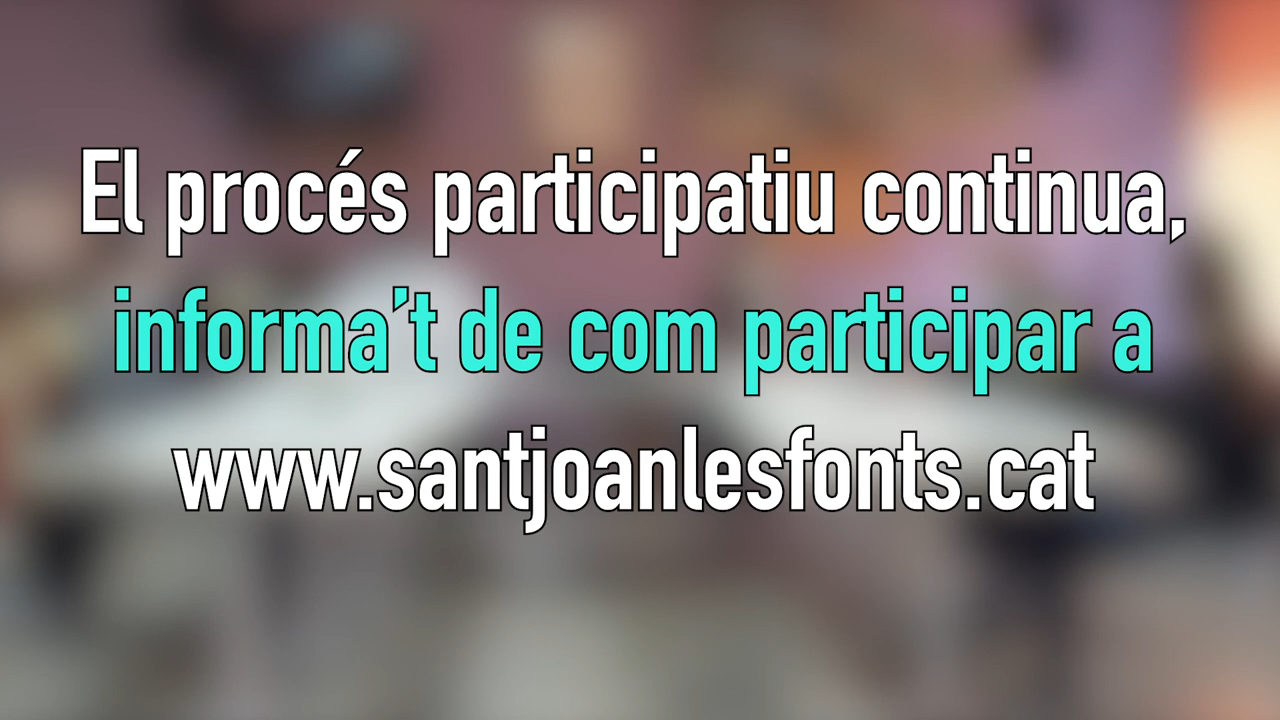 El procés participatiu continua,
informa't de com participar a
www.santjoanlesfonts.cat